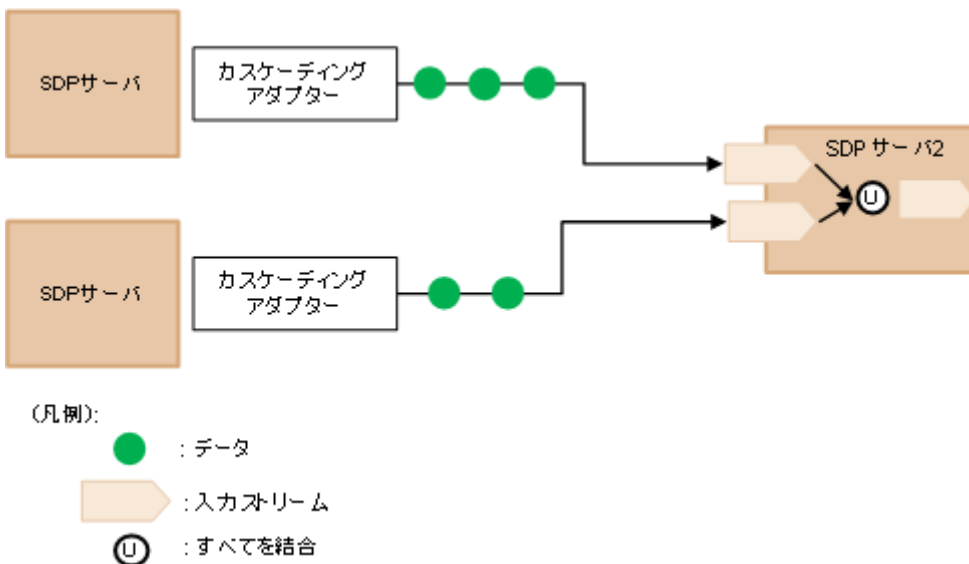 SDPサーバ
カスケーディング
アダプター
SDP サーバ2
SDPサーバ
カスケーディング
アダプター
(凡例):
: データ
: 入力ストリーム
U
: すべてを結合
U